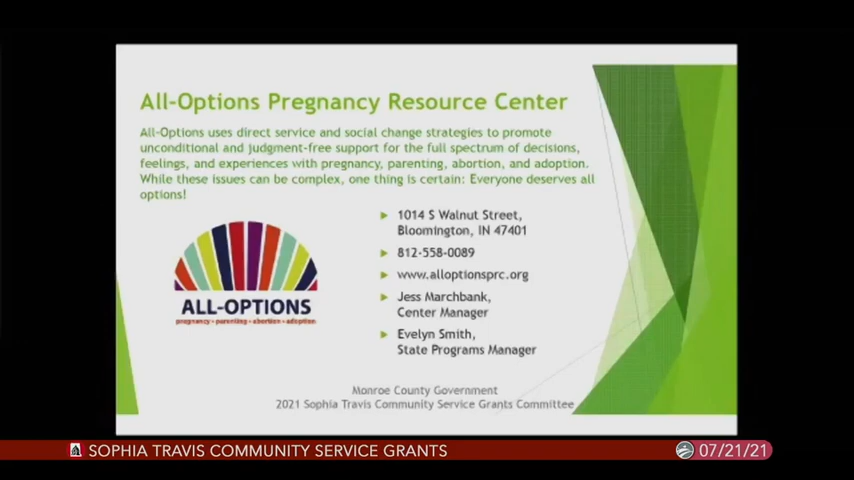 All-Options Pregnancy Resource Center
All-Options uses direct service and social change strategies to promote
unconditional and judgment-free support for the full spectrum of decisions,
feelings, and experiences with pregnancy, parenting, abortion, and adoption.
While these issues can be complex, one thing is certain: Everyone deserves all
options!
1014 S Walnut Street,
Bloomington, IN 47401
812-558-0089
www.alloptionsprc.org
Jess Marchbank,
Center Manager
Evelyn Smith,
State Programs Manager
ALL-OPTIONS
pregnancy • parenting • abortion • adoption
Monroe County Government
2021 Sophia Travis Community Service Grants Committee
SOPHIA TRAVIS COMMUNITY SERVICE GRANTS
07/21/21